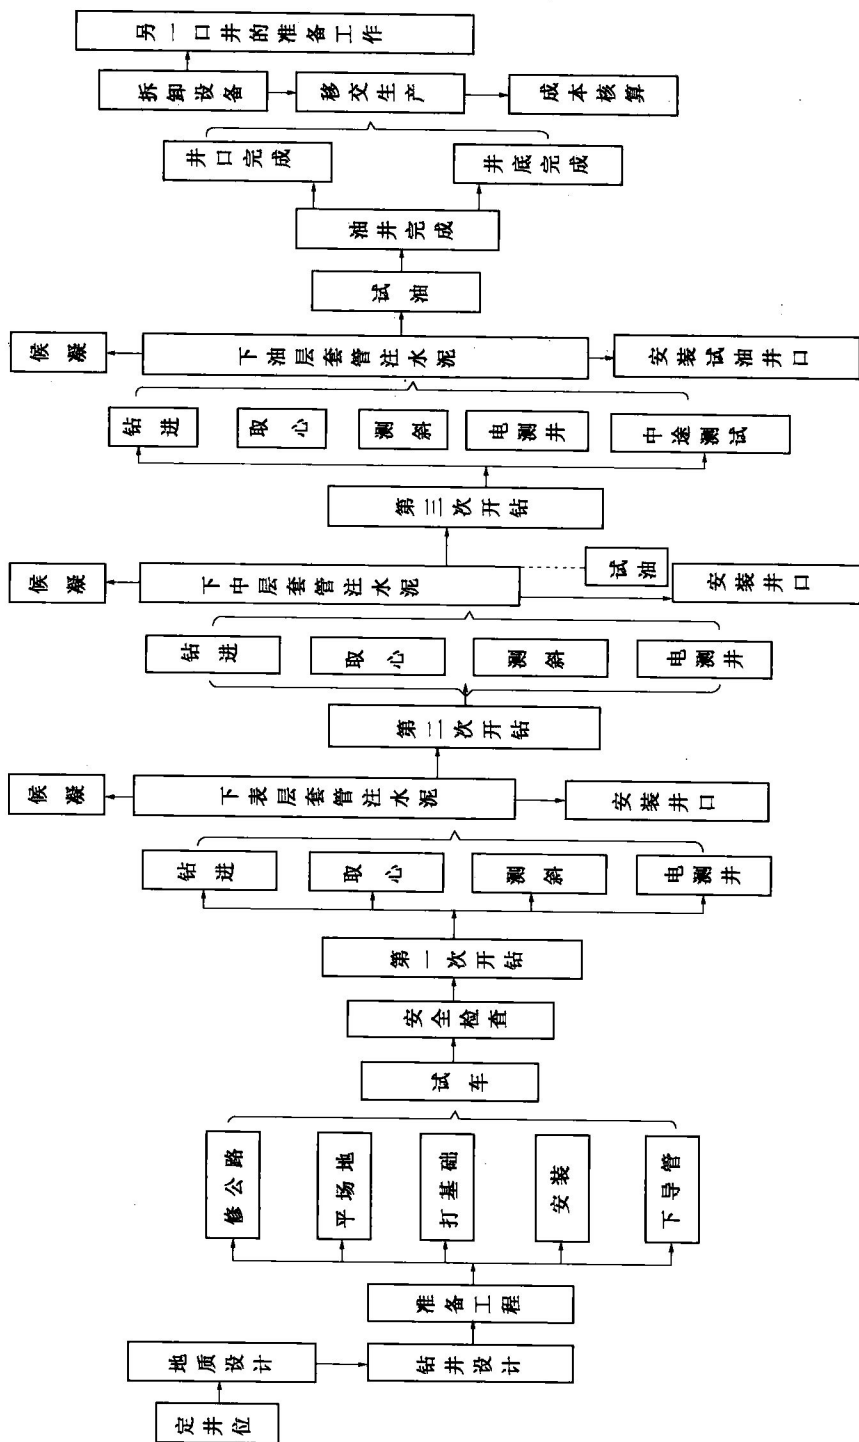 定井位
地质设计
钻井设计
准备工程
修公路
平场地
打基础
安装
下导管
试车
安全检查
第一次开钻
钻进
取心
测斜
电测井
候凝
下表层套管注水泥
安装井口
第二次开钻
钻进
取心
测斜
电测井
候凝
下中层套管注水泥
试油
安装井口
第三次开钻
钻进
取心
测斜
电测井
中途测试
候凝
下油层套管注水泥
安装试油井口
试油
油井完成
井口完成
井底完成
拆卸设备
移交生产
成本核算
另一口井的准备工作